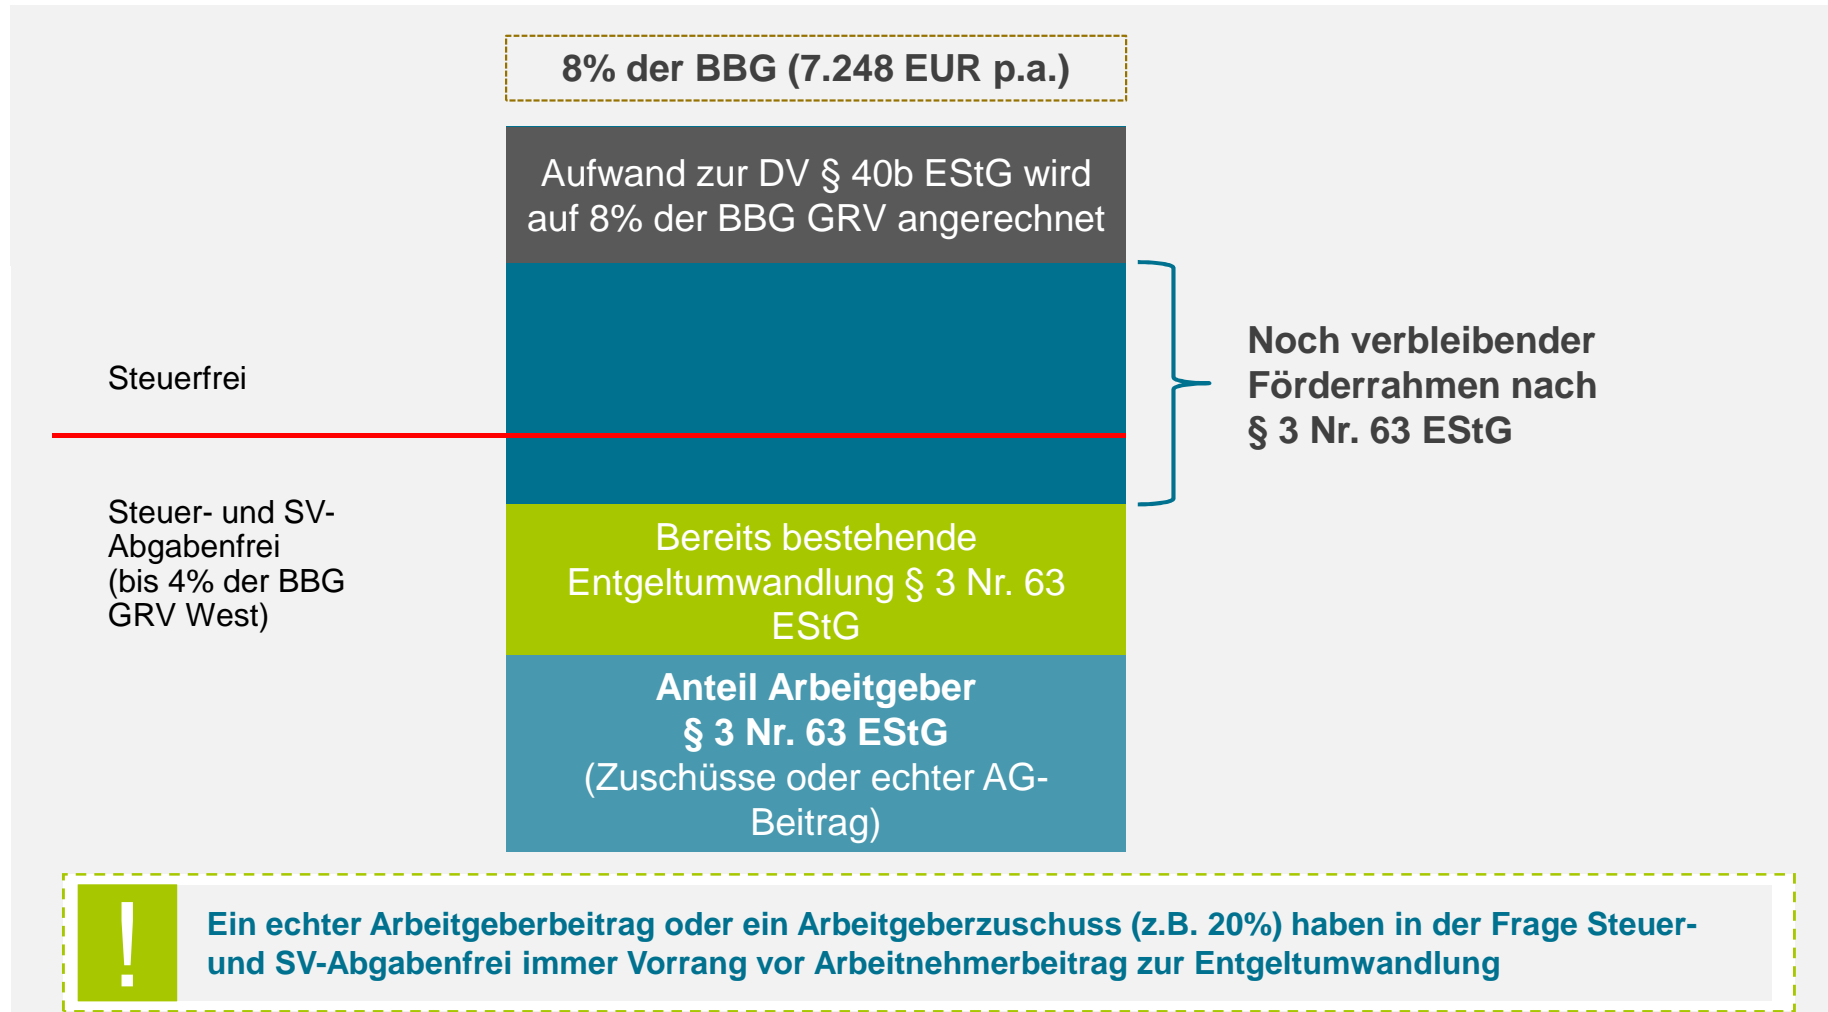 8% der BBG (7.248 EUR p.a.)
Aufwand zur DV § 40b EStG wird
auf 8% der BBG GRV angerechnet
Steuerfrei
Noch verbleibender
Förderrahmen nach
§ 3 Nr. 63 EStG
Steuer- und SV-
Abgabenfrei
(bis 4% der BBG
GRV West)
Bereits bestehende
Entgeltumwandlung § 3 Nr. 63
EStG
Anteil Arbeitgeber
§ 3 Nr. 63 EStG
(Zuschüsse oder echter AG-
Beitrag)
!
Ein echter Arbeitgeberbeitrag oder ein Arbeitgeberzuschuss (z.B. 20%) haben in der Frage Steuer-
und SV-Abgabenfrei immer Vorrang vor Arbeitnehmerbeitrag zur Entgeltumwandlung